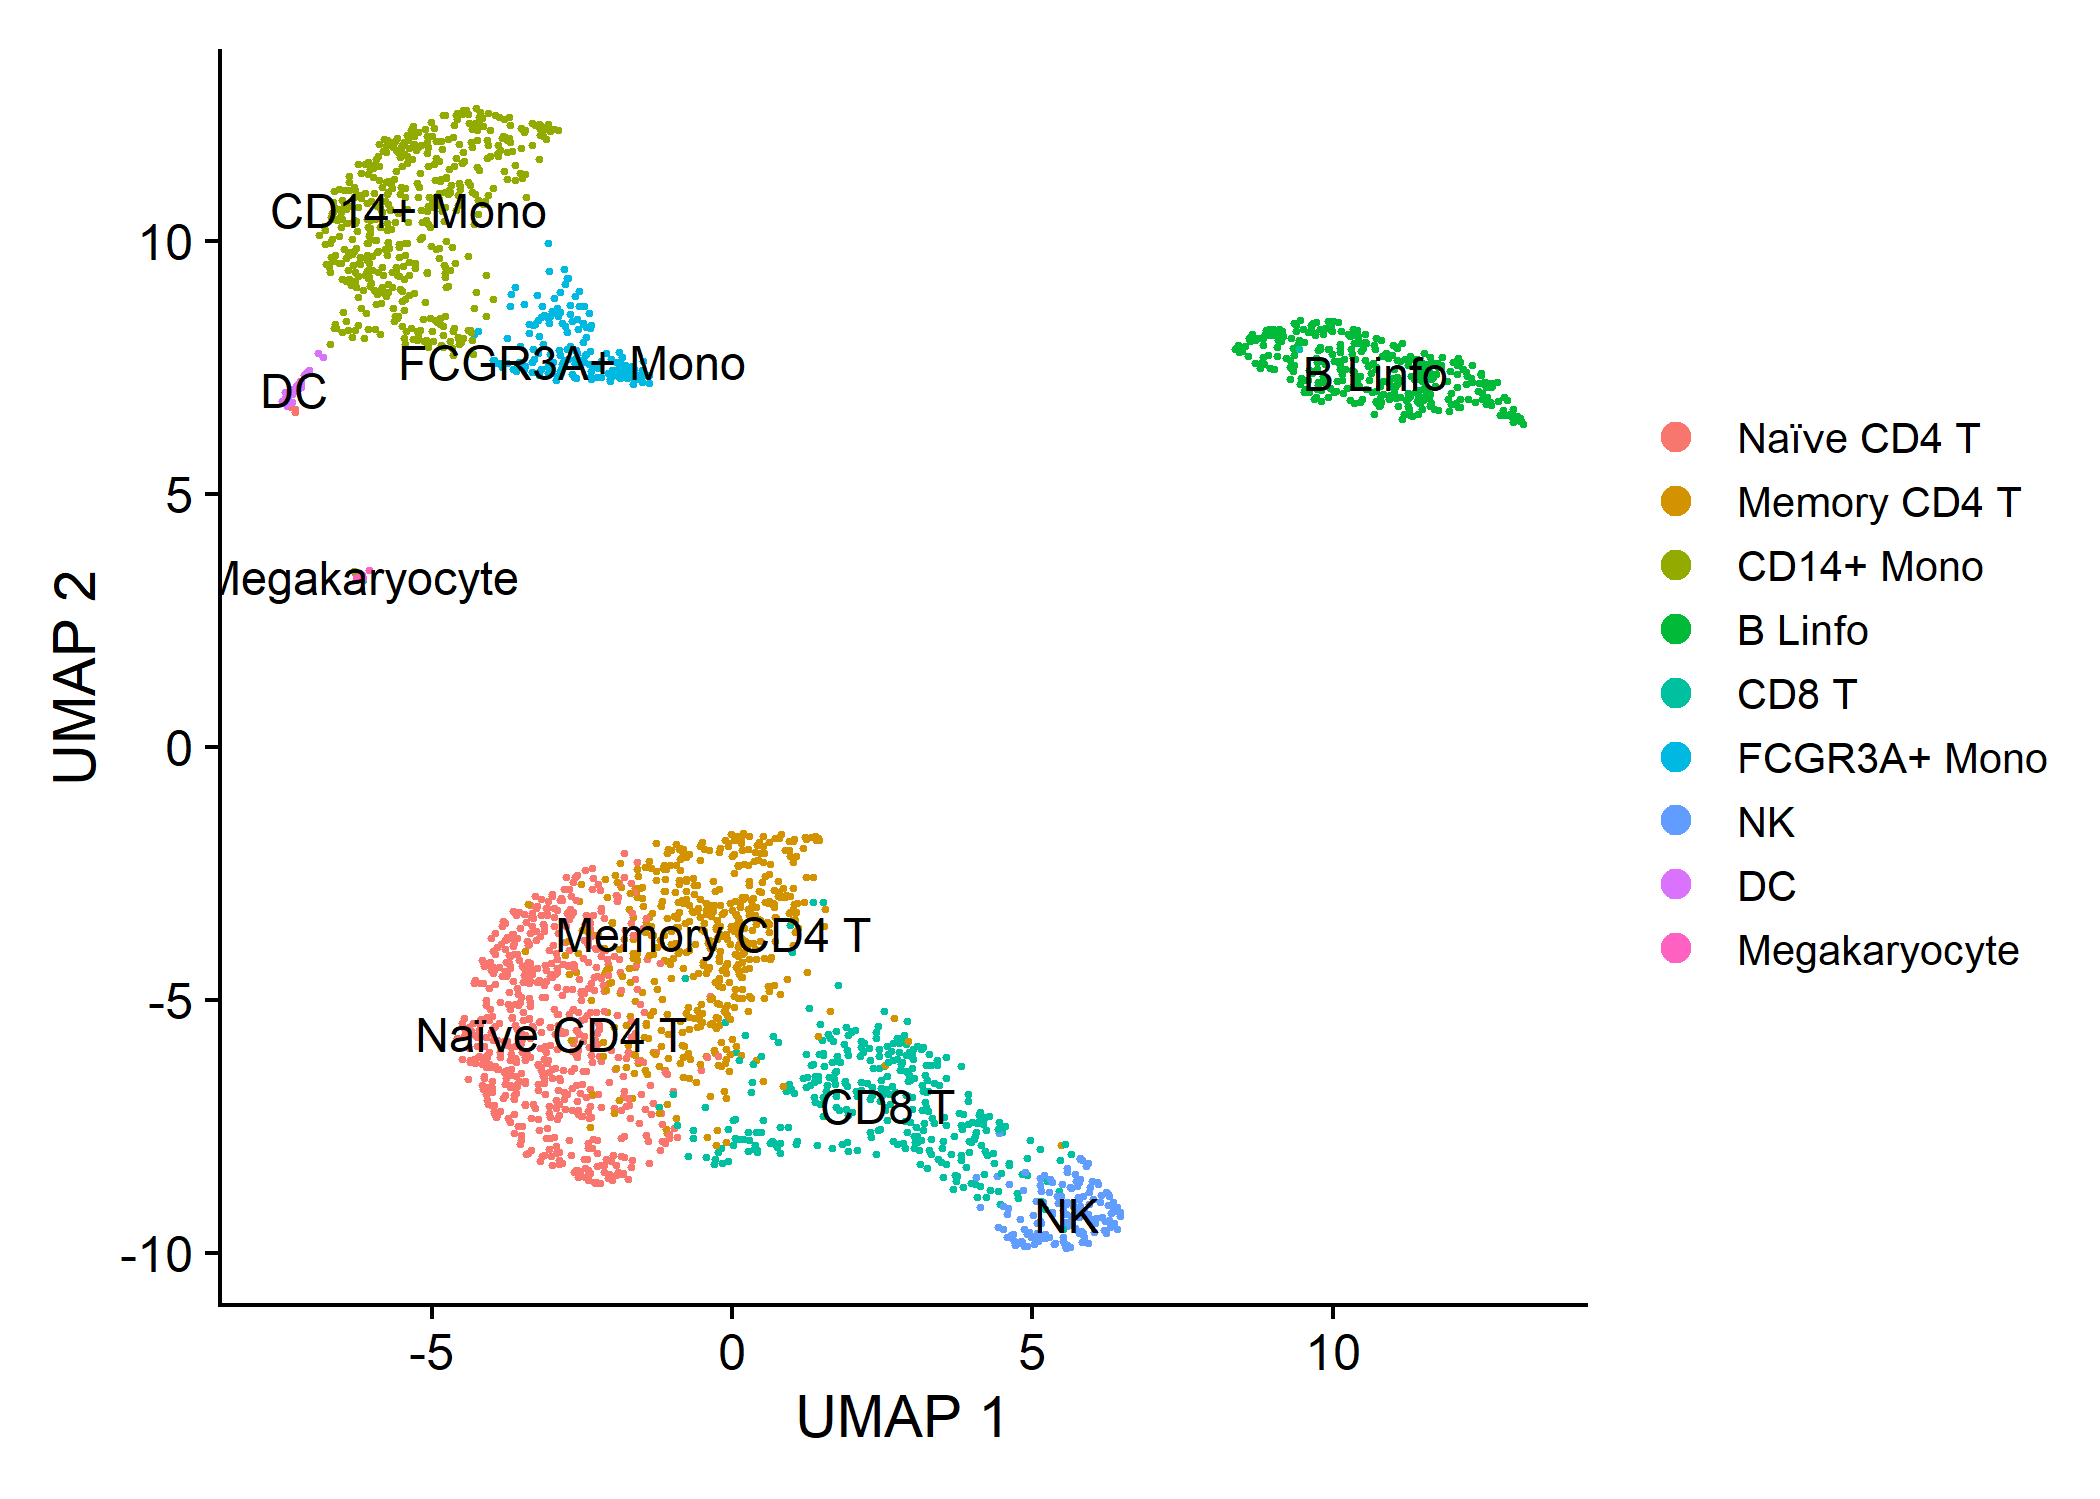 CD14+ Mono
10
FCGR3A+ Mono
B Linfo
DC
5
Megakaryocyte
UMAP 2
0
Memory CD4 T
-5
Naïve CD4 T
CD8 T
NK
-10
-5
0
5
10
UMAP 1
Naïve CD4 T
Memory CD4 T
CD14+ Mono
B Linfo
CD8 T
FCGR3A+ Mono
NK
DC
Megakaryocyte